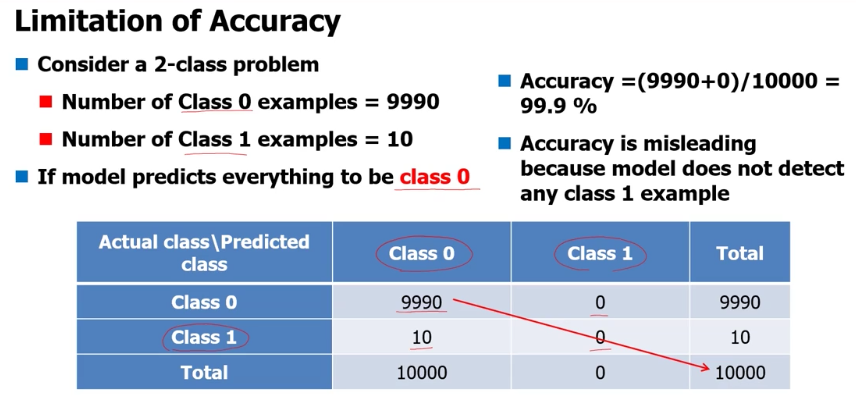 Limitation of Accuracy
Consider a 2-class problem
Number of Class 0 examples = 9990
Number of Class 1 examples = 10
If model predicts everything to be class 0
Accuracy =(9990+0)/10000 =
99.9 %
Accuracy is misleading
because model does not detect
any class 1 example
Actual class\Predicted
class
Class 0
Class 1
Total
Class 0
9990
0
9990
Class 1
10
0
10
Total
10000
0
10000